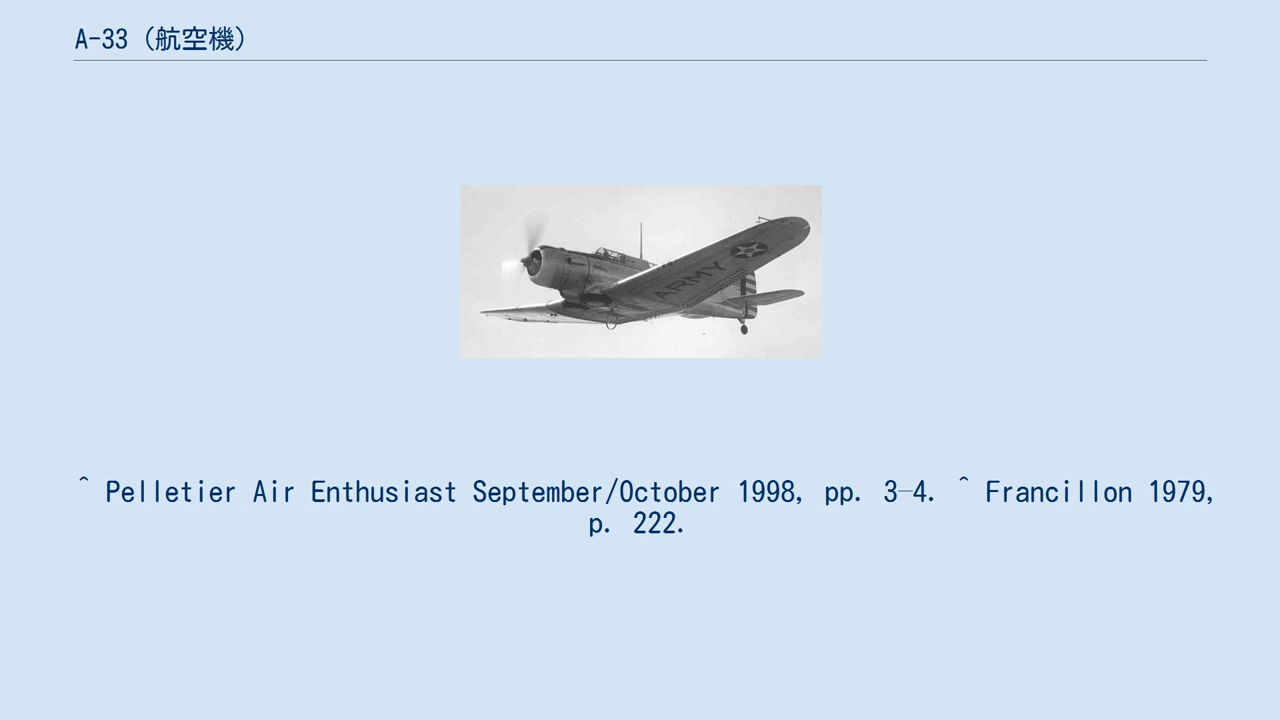 A-33（航空機）
ARMY
^ Pelletier Air Enthusiast September/October 1998, pp. 3–4. ^ Francillon 1979,
p. 222.